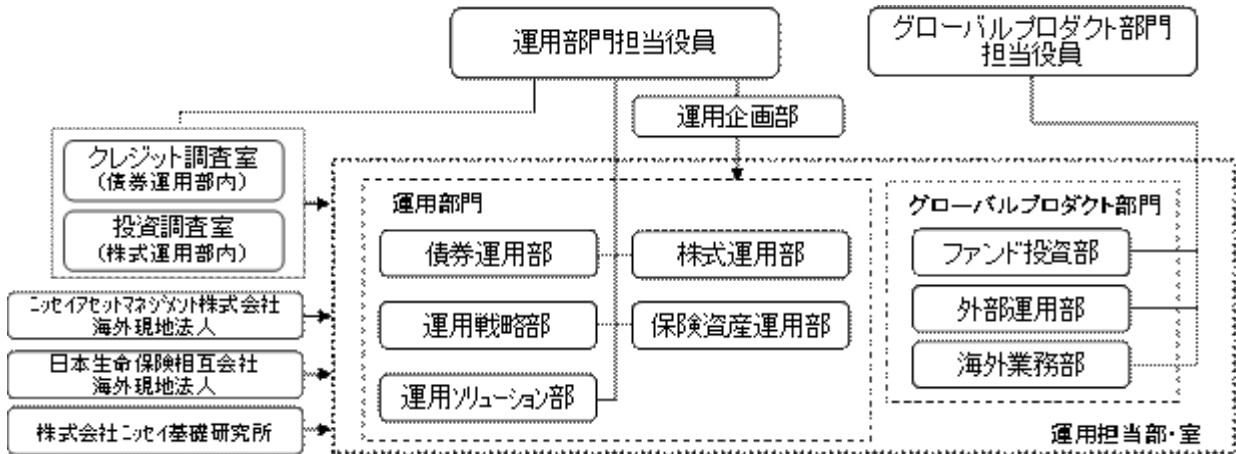 運用部門担当役員
グローバルプロダクト部門
担当役員
運用企画部
クレジット調査室
(債券運用部内)
投資調査室
(株式運用部内)
ニッセイアセットマネジメント株式会社
海外現地法人
日本生命保険相互会社
海外現地法人
株式会社ニッセイ基礎研究所
運用部門
債券運用部
株式運用部
運用戦略部
保険資産運用部
運用ソリューション部
グローバルプロダクト部門
ファンド投資部
外部運用部
海外業務部
運用担当部・室